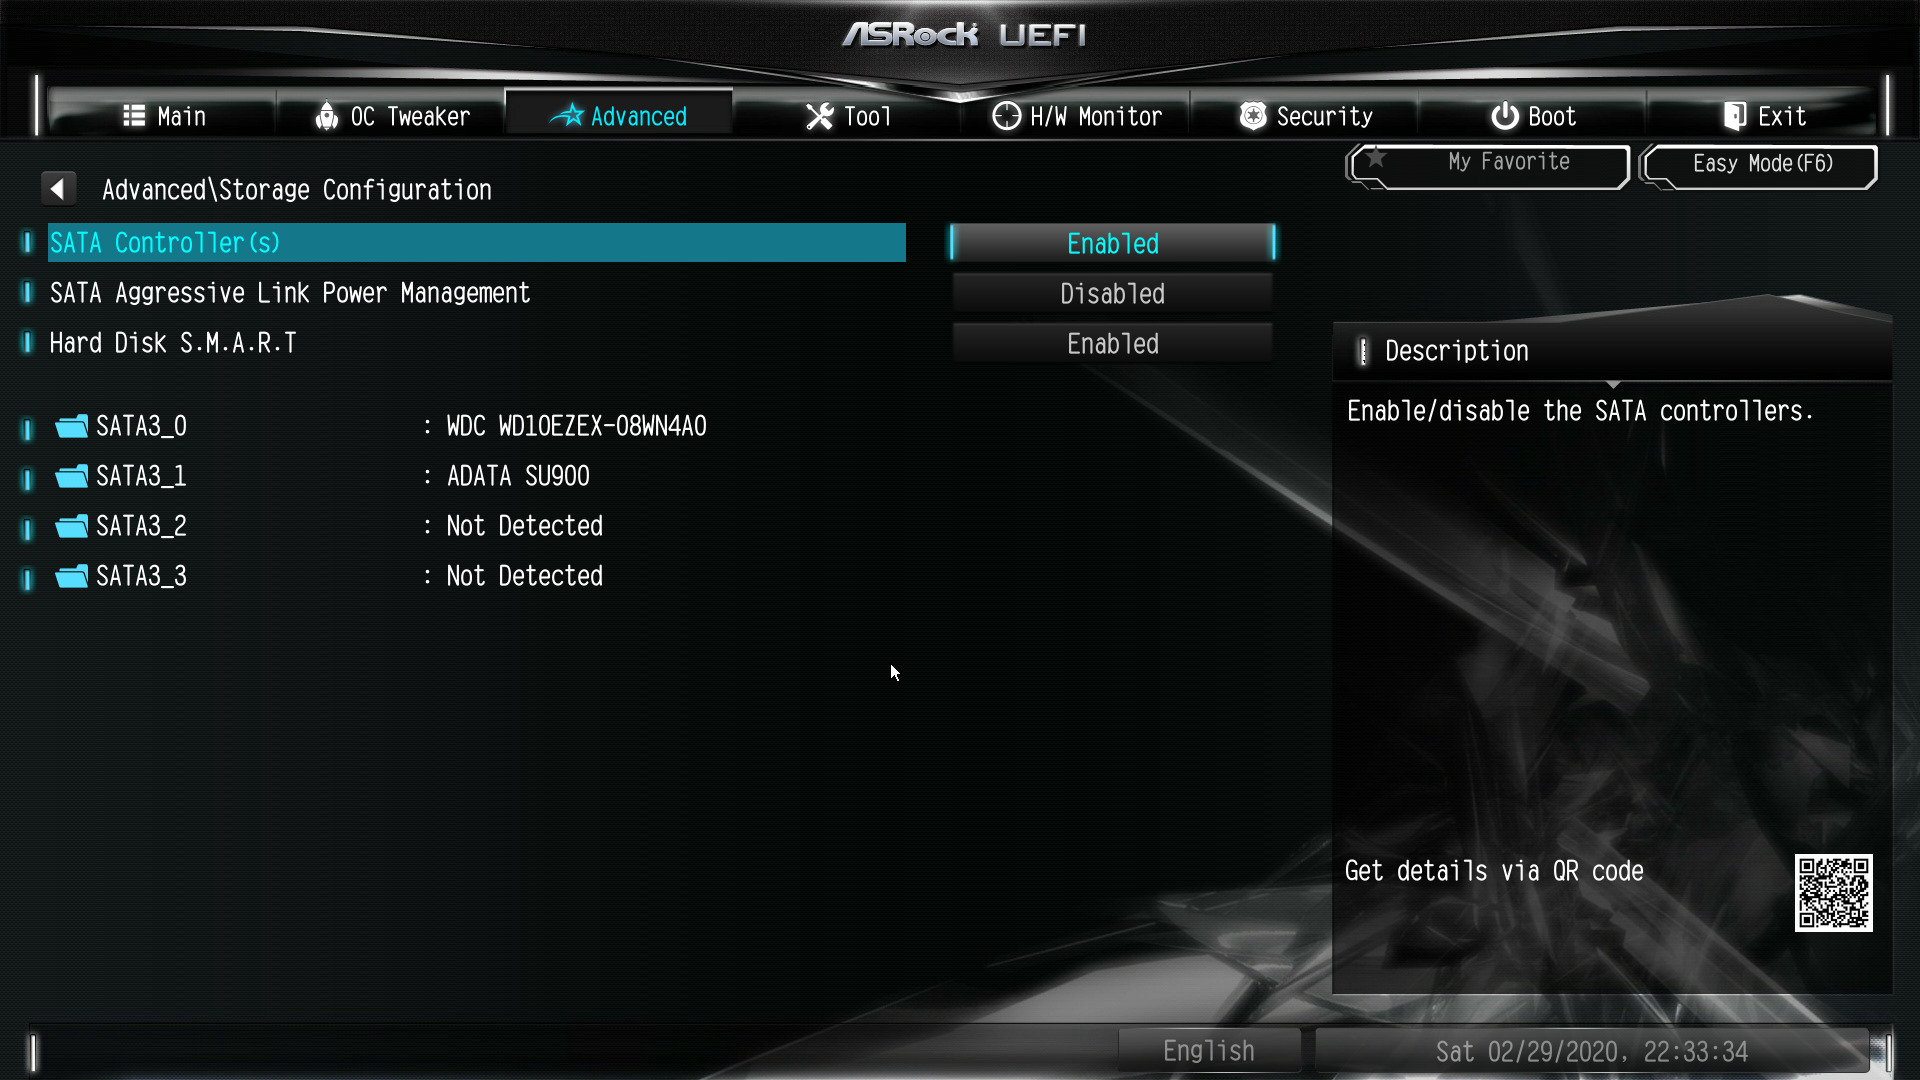 ASRock UEFI
Main OC Tweaker Advanced Tool H/W Monitor Security Boot Exit
My Favorite Easy Mode(F6)
Advanced\Storage Configuration
SATA Controller(s) Enabled
SATA Aggressive Link Power Management Disabled
Hard Disk S.M.A.R.T Enabled
SATA3_0 : WDC WD10EZEX-08WN4A0
SATA3_1 : ADATA SU900
SATA3_2 : Not Detected
SATA3_3 : Not Detected
Description
Enable/disable the SATA controllers.
Get details via QR code
English Sat 02/29/2020, 22:33:34